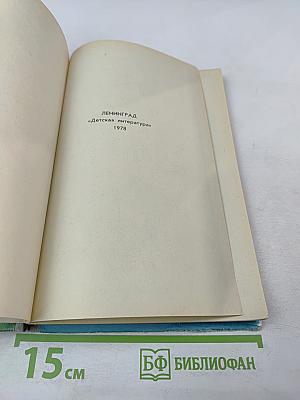 ЛЕНИНГРАД
«Детская литература»
1978
15 см
БФ БИБЛИОФАН